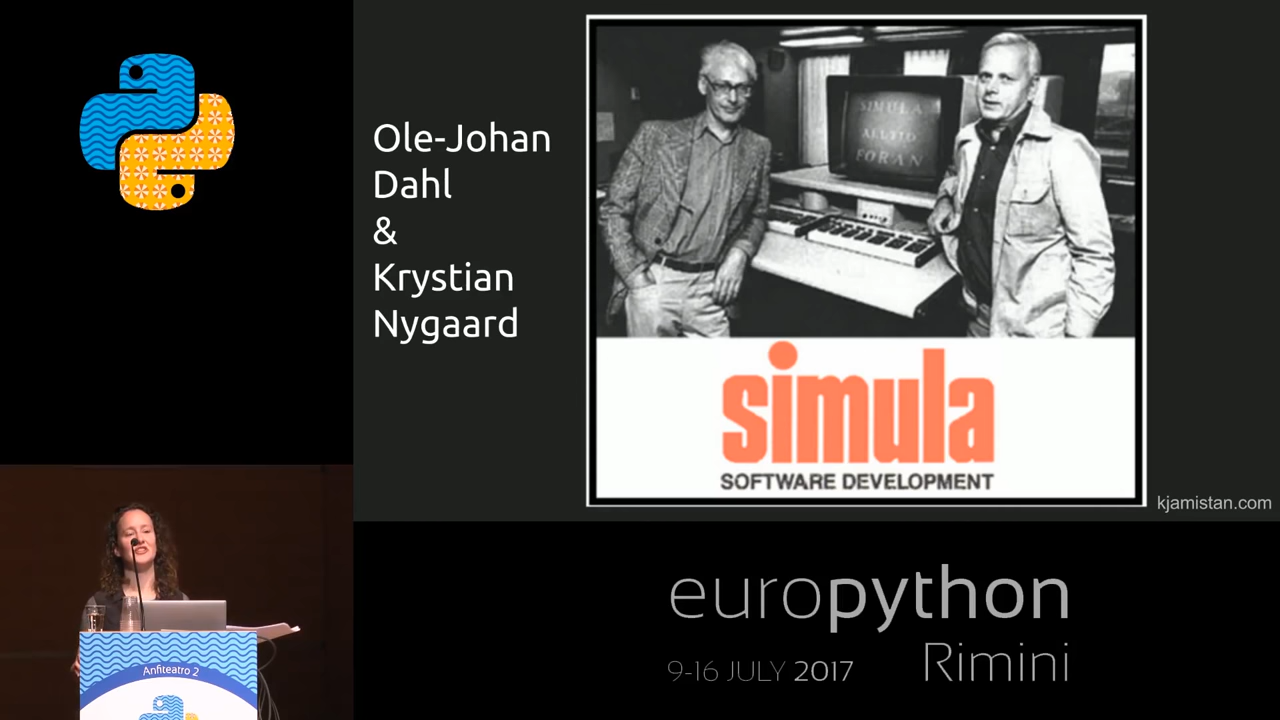 Ole-Johan
Dahl
&
Krystian
Nygaard
SIMULA
ALLTID
FORAN
simula
SOFTWARE DEVELOPMENT
kjamistan.com
europython
Rimini
9-16 JULY 2017
Anfiteatro 2